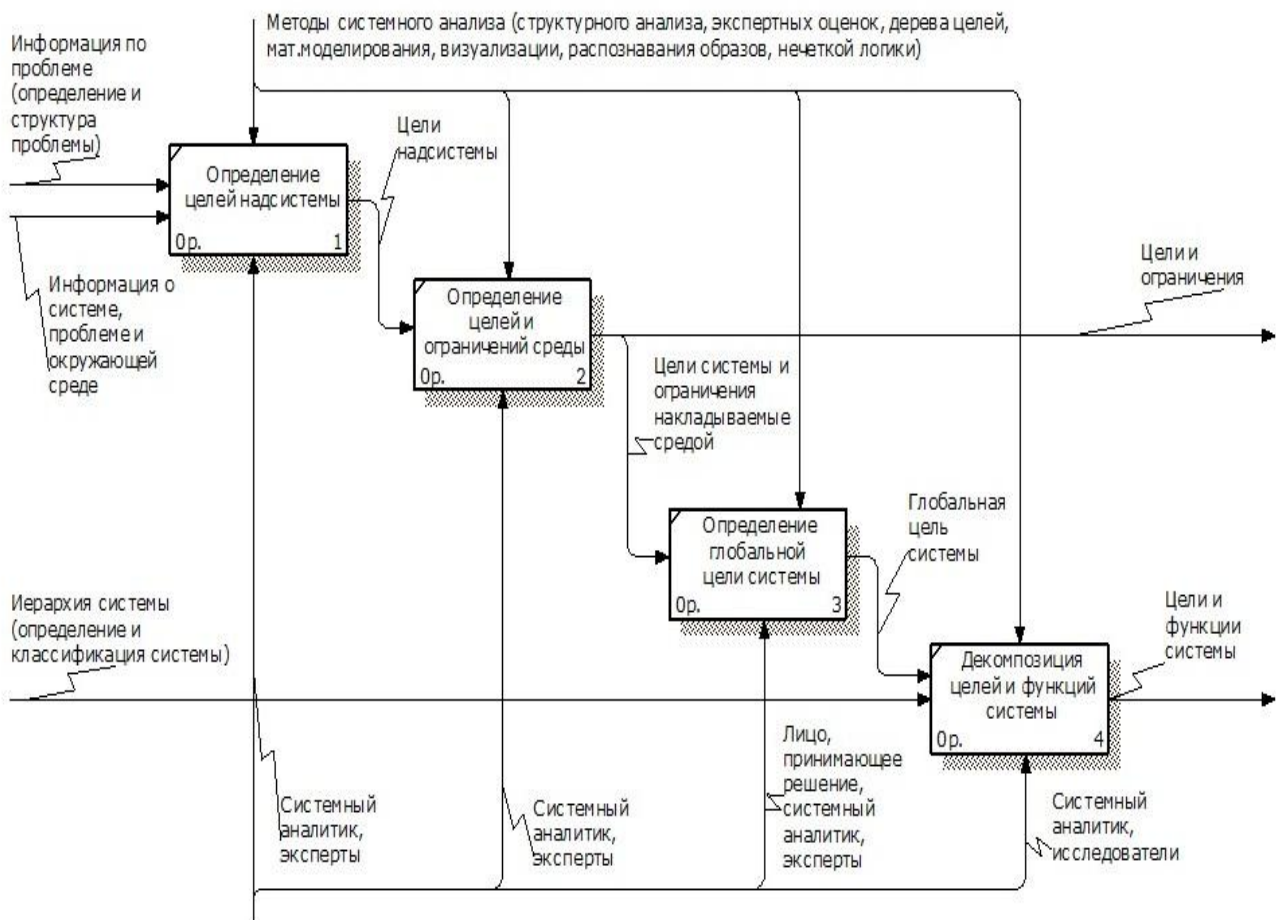 Методы системного анализа (структурного анализа, экспертных оценок, дерева целей,
мат.моделирования, визуализации, распознавания образов, нечеткой логики)
Информация по
проблеме
(определение и
структура
проблемы)
Цели
надсистемы
Определение
целей надсистемы
0р.
1
Информация о
системе,
проблеме и
окружающей
среде
Определение
целей и
ограничений среды
0р.
2
Цели и
ограничения
Цели системы и
ограничения
накладываемые
средой
Определение
глобальной
цели системы
0р.
3
Глобальная
цель
системы
Иерархия системы
(определение и
классификация системы)
Декомпозиция
целей и функций
системы
0р.
4
Цели и
функции
системы
Системный
аналитик,
эксперты
Системный
аналитик,
эксперты
Лицо,
принимающее
решение,
системный
аналитик,
эксперты
Системный
аналитик,
исследователи